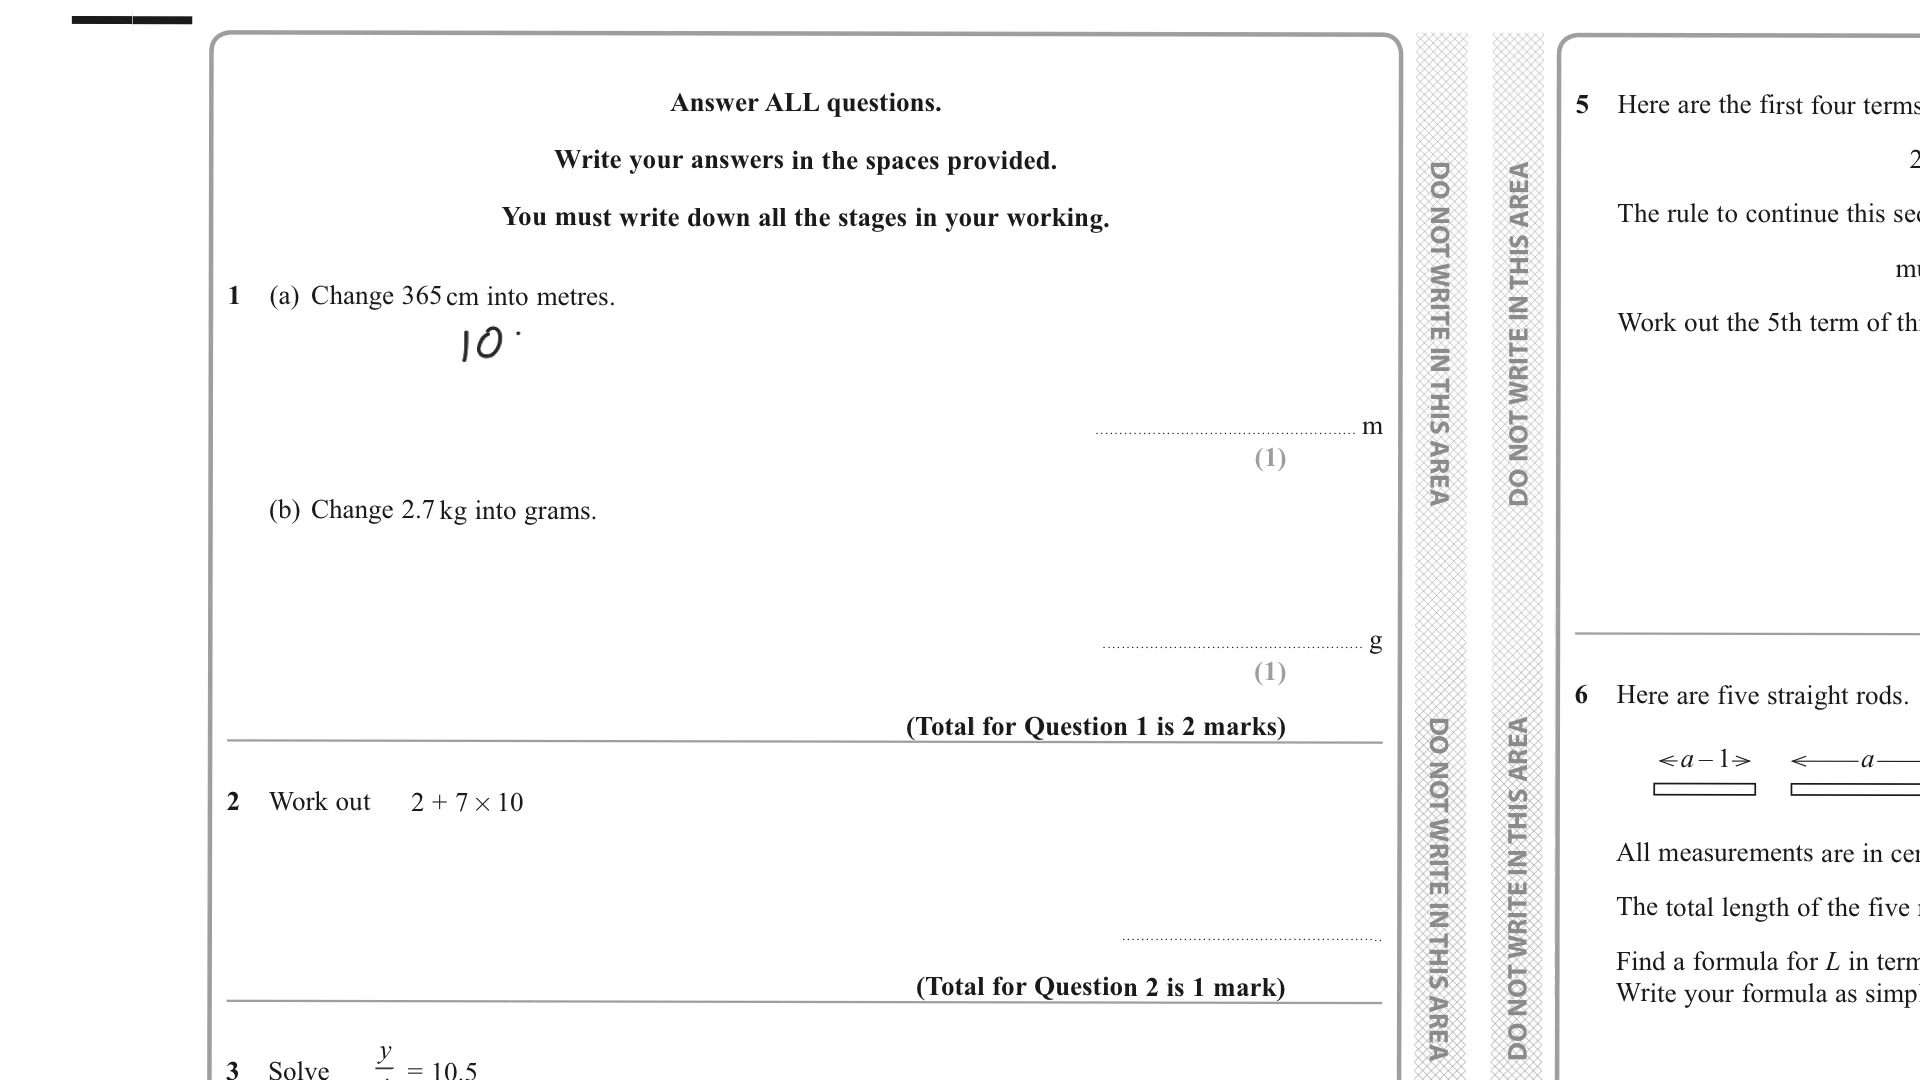 Answer ALL questions.
Write your answers in the spaces provided.
You must write down all the stages in your working.
1 (a) Change 365 cm into metres.
10
m
(1)
(b) Change 2.7 kg into grams.
g
(1)
(Total for Question 1 is 2 marks)
2 Work out 2 + 7 × 10
(Total for Question 2 is 1 mark)
3 Solve y = 10.5
DO NOT WRITE IN THIS AREA
DO NOT WRITE IN THIS AREA
DO NOT WRITE IN THIS AREA
DO NOT WRITE IN THIS AREA
5 Here are the first four terms
2
The rule to continue this
Work out the 5th term of
6 Here are five straight rods.
a – 1 a
All measurements are in
The total length of the five
Find a formula for L in
Write your formula as